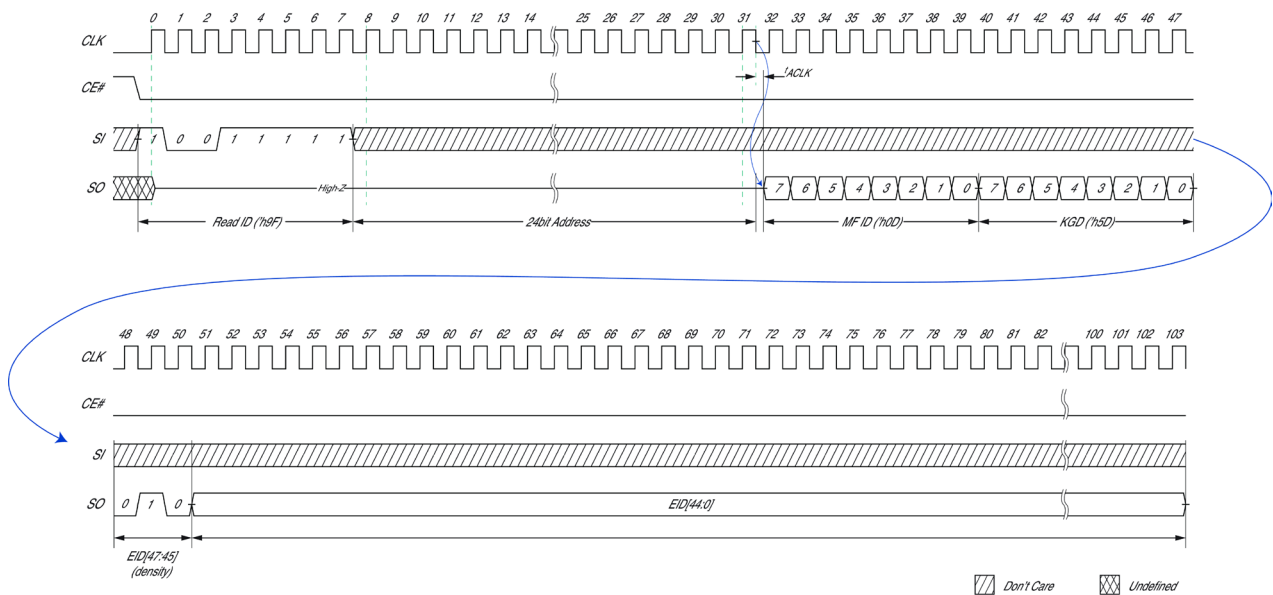 0 1 2 3 4 5 6 7 8 9 10 11 12 13 14 25 26 27 28 29 30 31 32 33 34 35 36 37 38 39 40 41 42 43 44 45 46 47
CLK
tACLK
CE#
SI 1 0 0 1 1 1 1 1
SO High-Z 7 6 5 4 3 2 1 0 7 6 5 4 3 2 1 0
Read ID ('h9F) 24bit Address MF ID ('h0D) KGD ('h5D)
48 49 50 51 52 53 54 55 56 57 58 59 60 61 62 63 64 65 66 67 68 69 70 71 72 73 74 75 76 77 78 79 80 81 82 100 101 102 103
CLK
CE#
SI
SO 0 1 0 EID[44:0]
EID[47:45]
(density)
Don't Care Undefined